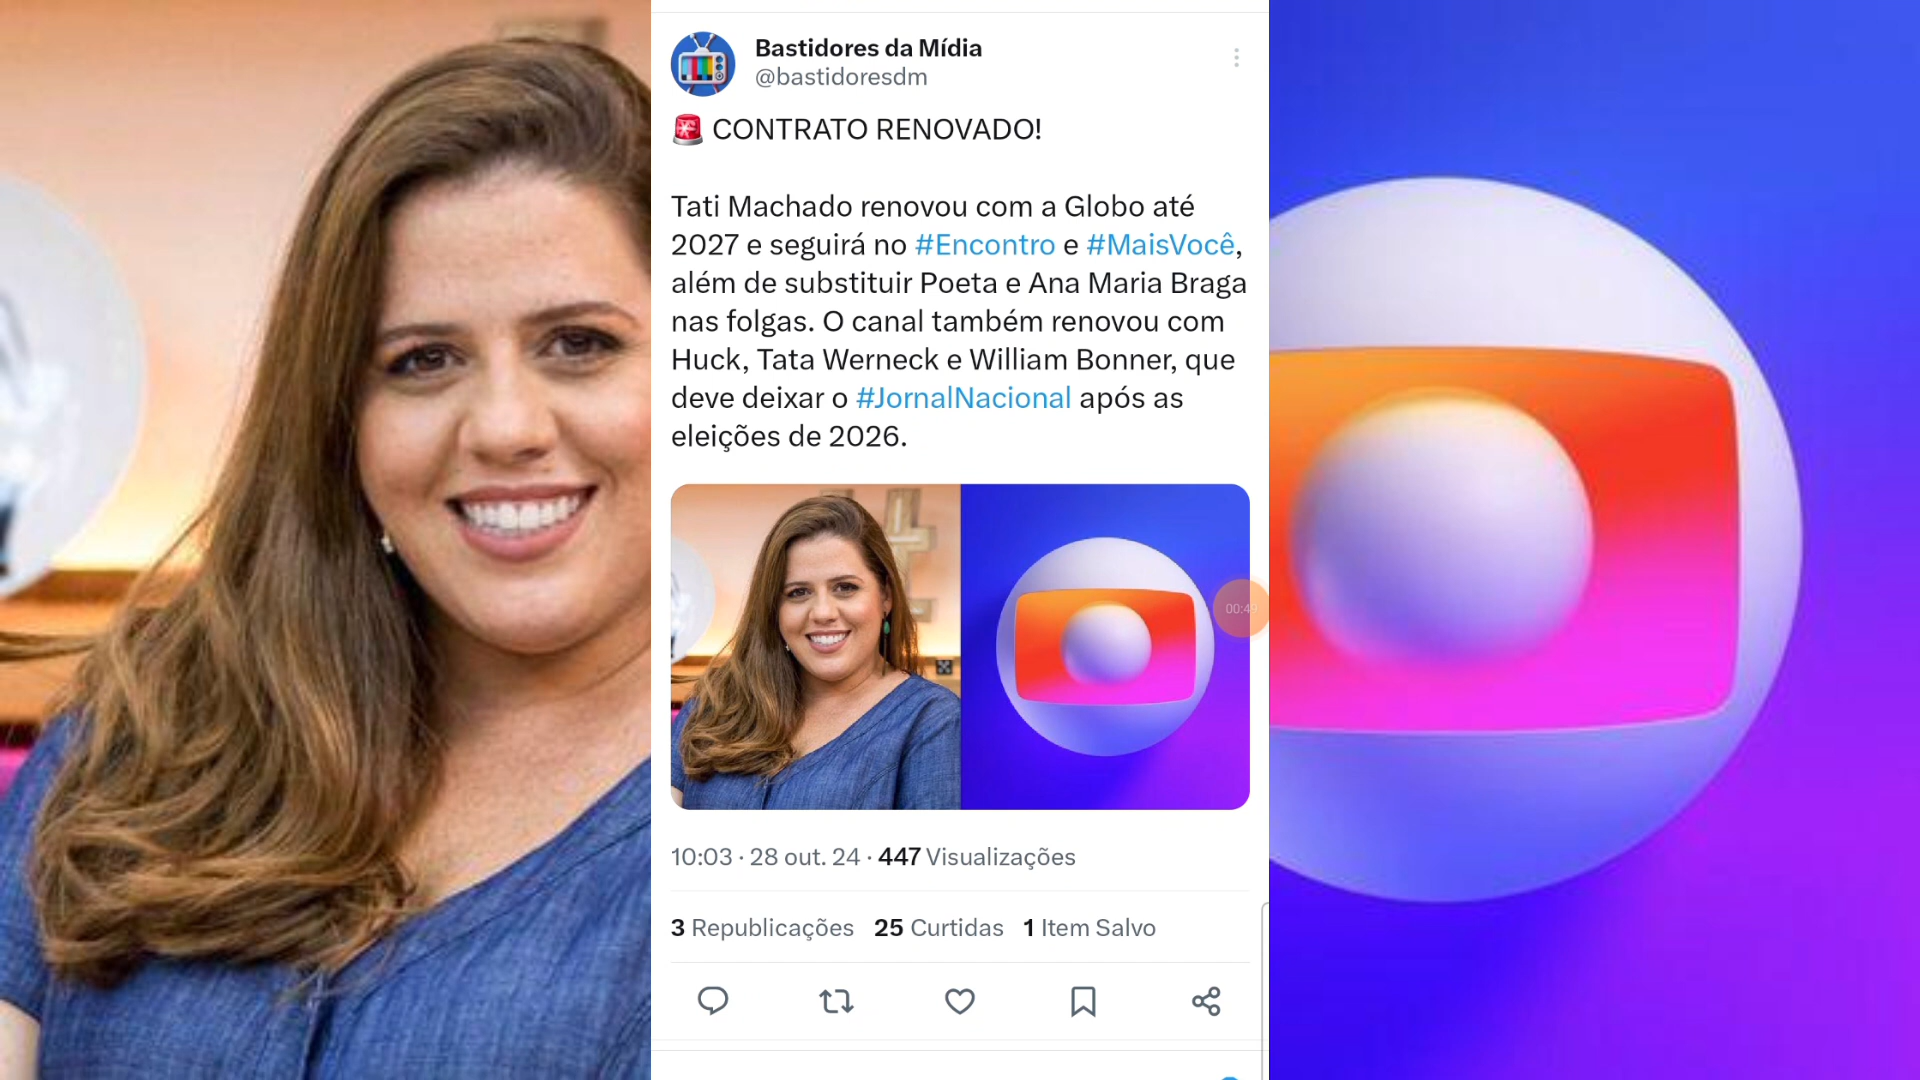 Bastidores da Mídia
@bastidoresdm
🚨 CONTRATO RENOVADO!
Tati Machado renovou com a Globo até
2027 e seguirá no #Encontro e #MaisVocê,
além de substituir Poeta e Ana Maria Braga
nas folgas. O canal também renovou com
Huck, Tata Werneck e William Bonner, que
deve deixar o #JornalNacional após as
eleições de 2026.
00:49
10:03 · 28 out. 24 · 447 Visualizações
3 Republicações 25 Curtidas 1 Item Salvo